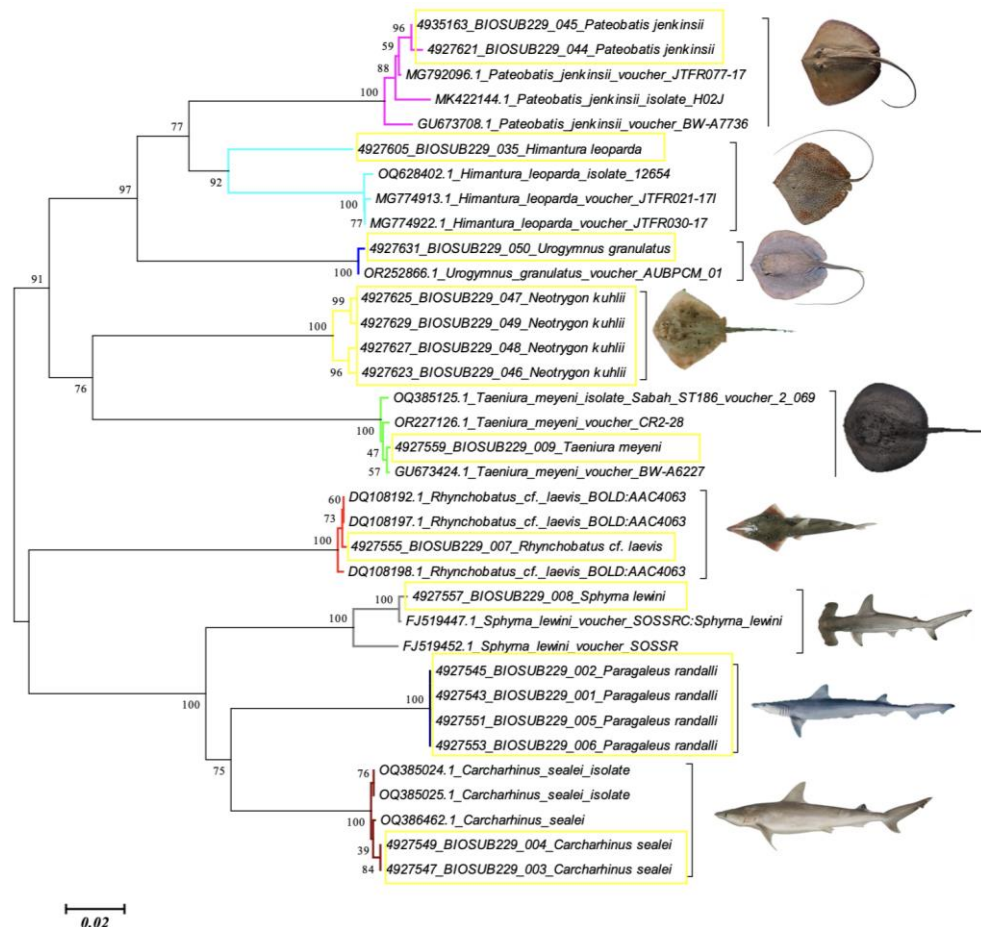 96
4935163_BIOSUB229_045_Pateobatis jenkinsii
59
4927621_BIOSUB229_044_Pateobatis jenkinsii
88
MG792096.1_Pateobatis_jenkinsii_voucher_JTFR077-17
100
MK422144.1_Pateobatis_jenkinsii_isolate_H02J
GU673708.1_Pateobatis_jenkinsii_voucher_BW-A7736
77
4927605_BIOSUB229_035_Himantura leoparda
92
OQ628402.1_Himantura_leoparda_isolate_12654
97
100
MG774913.1_Himantura_leoparda_voucher_JTFR021-17I
77
MG774922.1_Himantura_leoparda_voucher_JTFR030-17
4927631_BIOSUB229_050_Urogymnus granulatus
100
OR252866.1_Urogymnus_granulatus_voucher_AUBPCM_01
91
99
4927625_BIOSUB229_047_Neotrygon kuhlii
100
4927629_BIOSUB229_049_Neotrygon kuhlii
4927627_BIOSUB229_048_Neotrygon kuhlii
96
4927623_BIOSUB229_046_Neotrygon kuhlii
76
OQ385125.1_Taeniura_meyeni_isolate_Sabah_ST186_voucher_2_069
100
OR227126.1_Taeniura_meyeni_voucher_CR2-28
47
4927559_BIOSUB229_009_Taeniura meyeni
57
GU673424.1_Taeniura_meyeni_voucher_BW-A6227
60
DQ108192.1_Rhynchobatus_cf._laevis_BOLD:AAC4063
73
DQ108197.1_Rhynchobatus_cf._laevis_BOLD:AAC4063
100
4927555_BIOSUB229_007_Rhynchobatus cf. laevis
DQ108198.1_Rhynchobatus_cf._laevis_BOLD:AAC4063
100
4927557_BIOSUB229_008_Sphyrna lewini
100
FJ519447.1_Sphyrna_lewini_voucher_SOSSRC:Sphyrna_lewini
FJ519452.1_Sphyrna_lewini_voucher_SOSSR
4927545_BIOSUB229_002_Paragaleus randalli
100
4927543_BIOSUB229_001_Paragaleus randalli
100
4927551_BIOSUB229_005_Paragaleus randalli
4927553_BIOSUB229_006_Paragaleus randalli
75
76
OQ385024.1_Carcharhinus_sealei_isolate
OQ385025.1_Carcharhinus_sealei_isolate
100
OQ386462.1_Carcharhinus_sealei
39
4927549_BIOSUB229_004_Carcharhinus sealei
84
4927547_BIOSUB229_003_Carcharhinus sealei
0.02